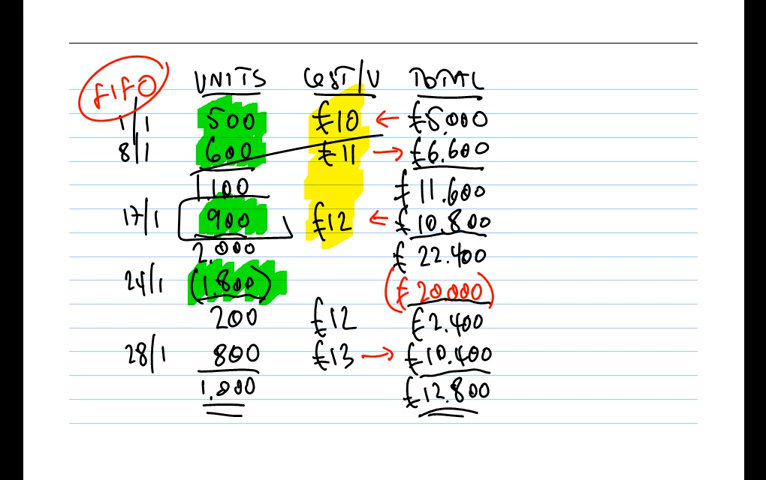 FIFO
UNITS COST/U TOTAL
1/1 500 £10 ← £5.000
8/1 600 £11 → £6.600
1100 £11.600
17/1 900 £12 ← £10.800
2.000 £22.400
24/1 (1.800) (£20.000)
200 £12 £2.400
28/1 800 £13 → £10.400
1.000 £12.800